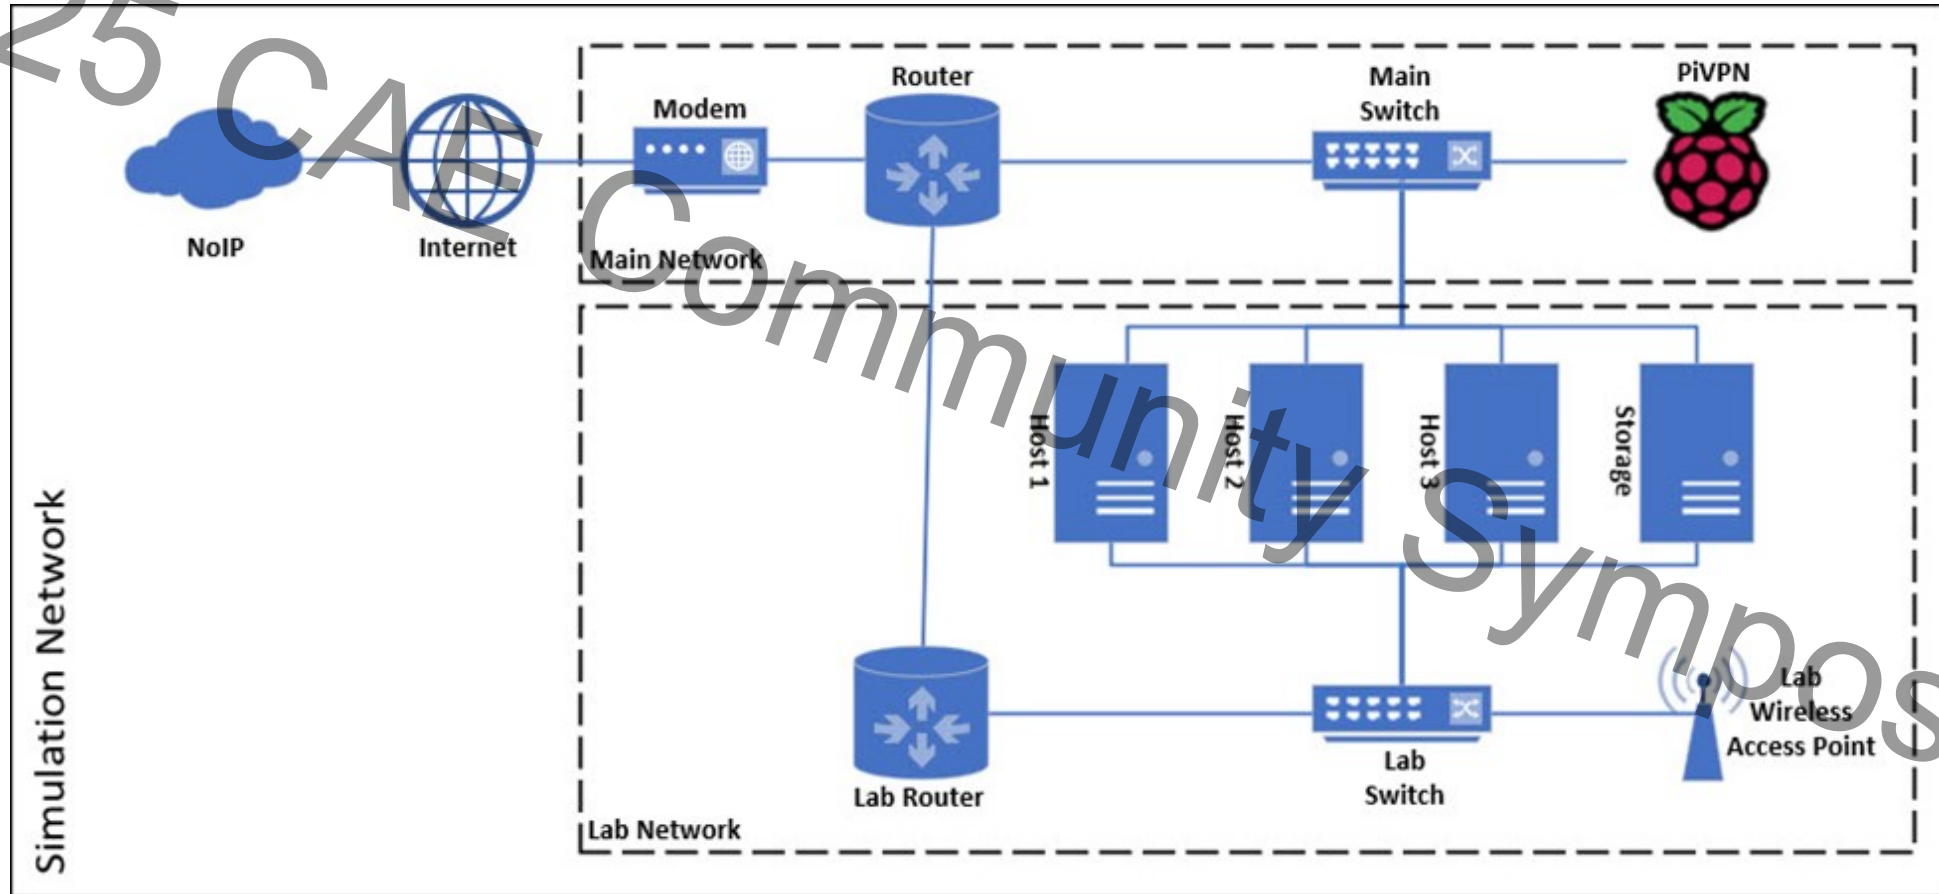 25 CAE Community Sympos
Router
Main
Switch
PiVPN
Modem
NoIP
Internet
Main Network
Host 1
Host 2
Host 3
Storage
Simulation Network
Lab
Wireless
Access Point
Lab
Switch
Lab Router
Lab Network